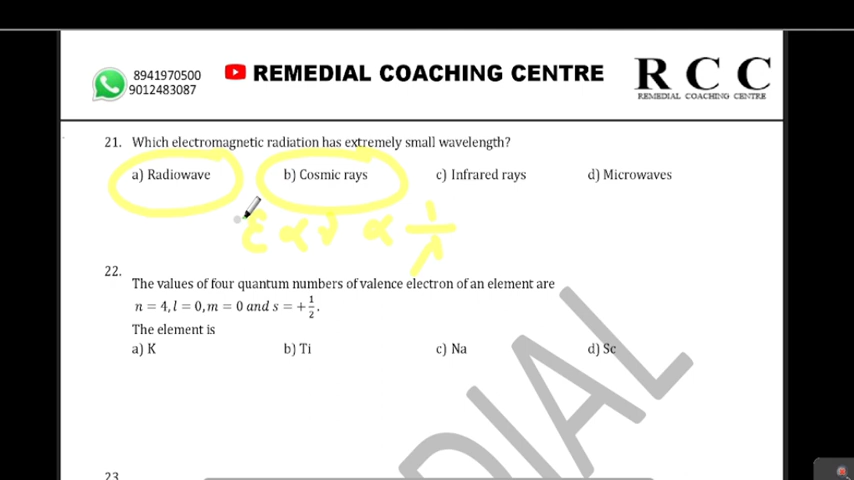 8941970500
9012483087
REMEDIAL COACHING CENTRE
RCC
REMEDIAL COACHING CENTRE
21. Which electromagnetic radiation has extremely small wavelength?
a) Radiowave b) Cosmic rays c) Infrared rays d) Microwaves
ε ∝ ν ∝ 1/λ
22.
The values of four quantum numbers of valence electron of an element are
n = 4, l = 0, m = 0 and s = +1/2.
The element is
a) K b) Ti c) Na d) Sc
23